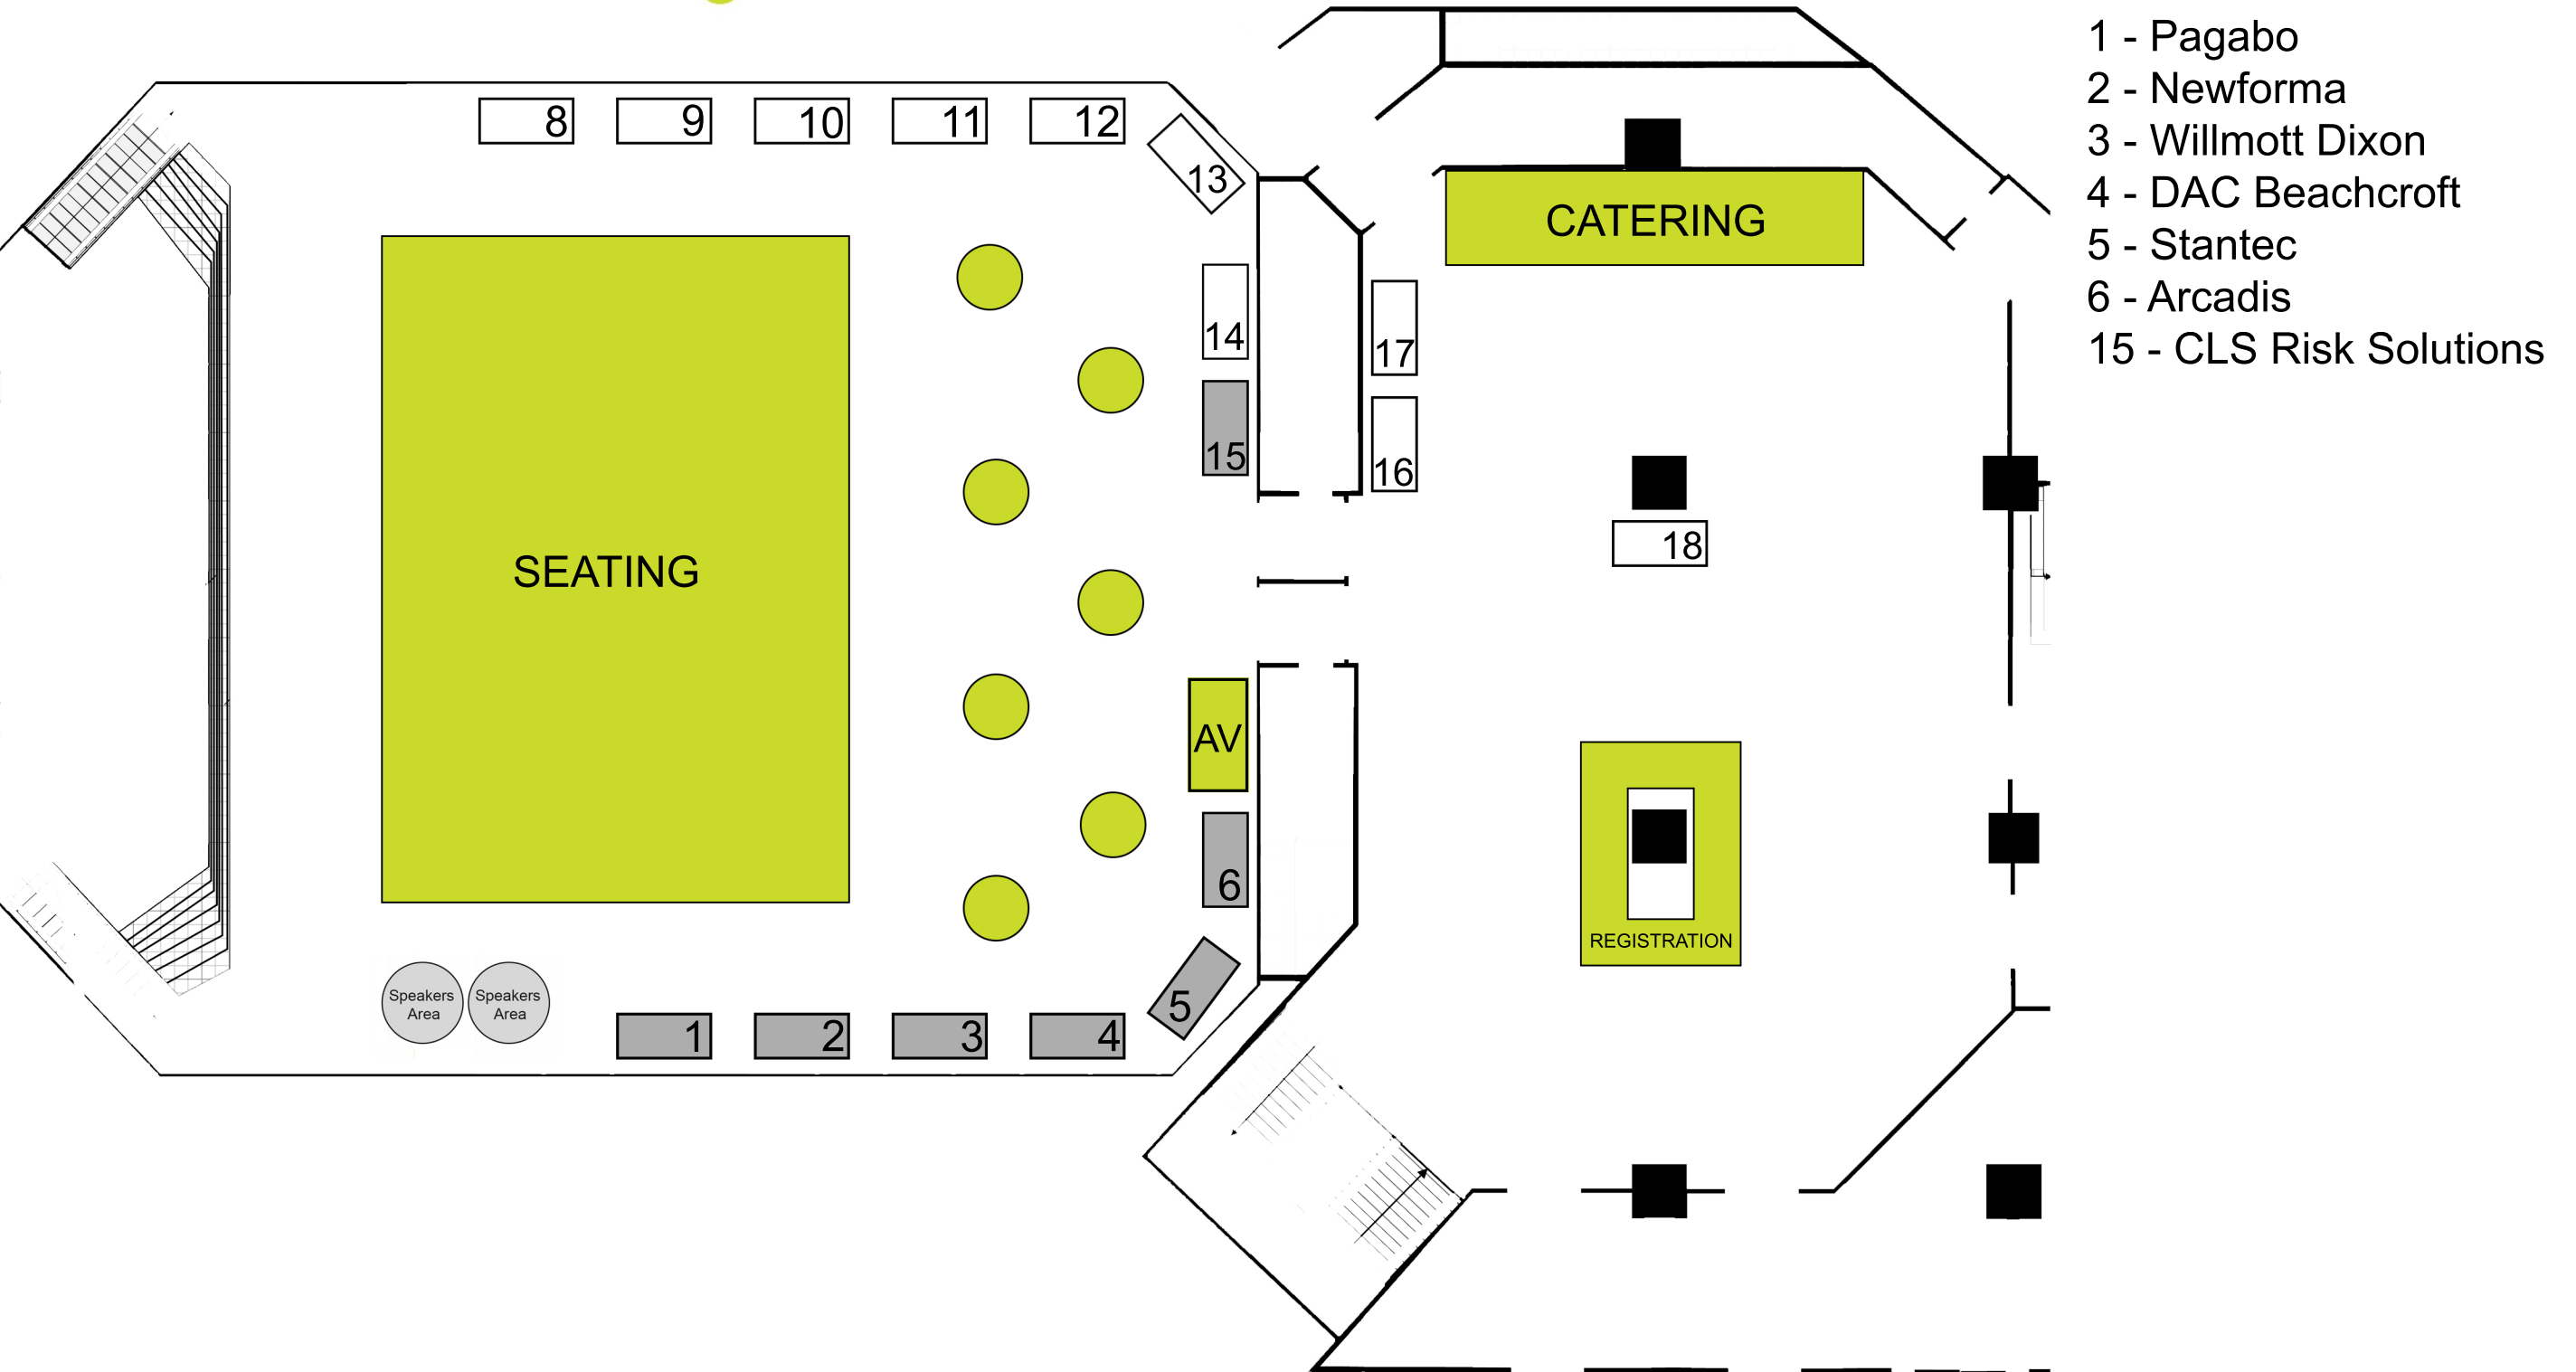 8
9
10
11
12
13
14
15
17
16
18
CATERING
SEATING
AV
6
5
REGISTRATION
Speakers
Area
Speakers
Area
1
2
3
4
1 - Pagabo
2 - Newforma
3 - Willmott Dixon
4 - DAC Beachcroft
5 - Stantec
6 - Arcadis
15 - CLS Risk Solutions